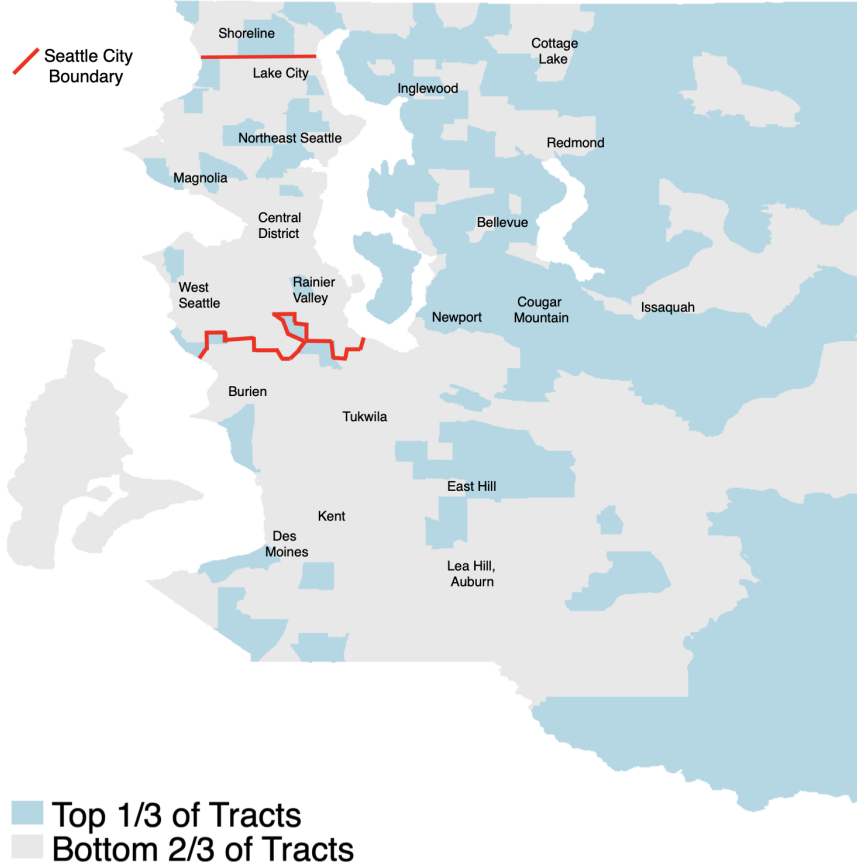 Shoreline
Seattle City
Boundary
Cottage
Lake
Lake City
Inglewood
Northeast Seattle
Redmond
Magnolia
Central
District
Bellevue
West
Seattle
Rainier
Valley
Newport
Cougar
Mountain
Issaquah
Burien
Tukwila
East Hill
Kent
Des
Moines
Lea Hill,
Auburn
Top 1/3 of Tracts
Bottom 2/3 of Tracts